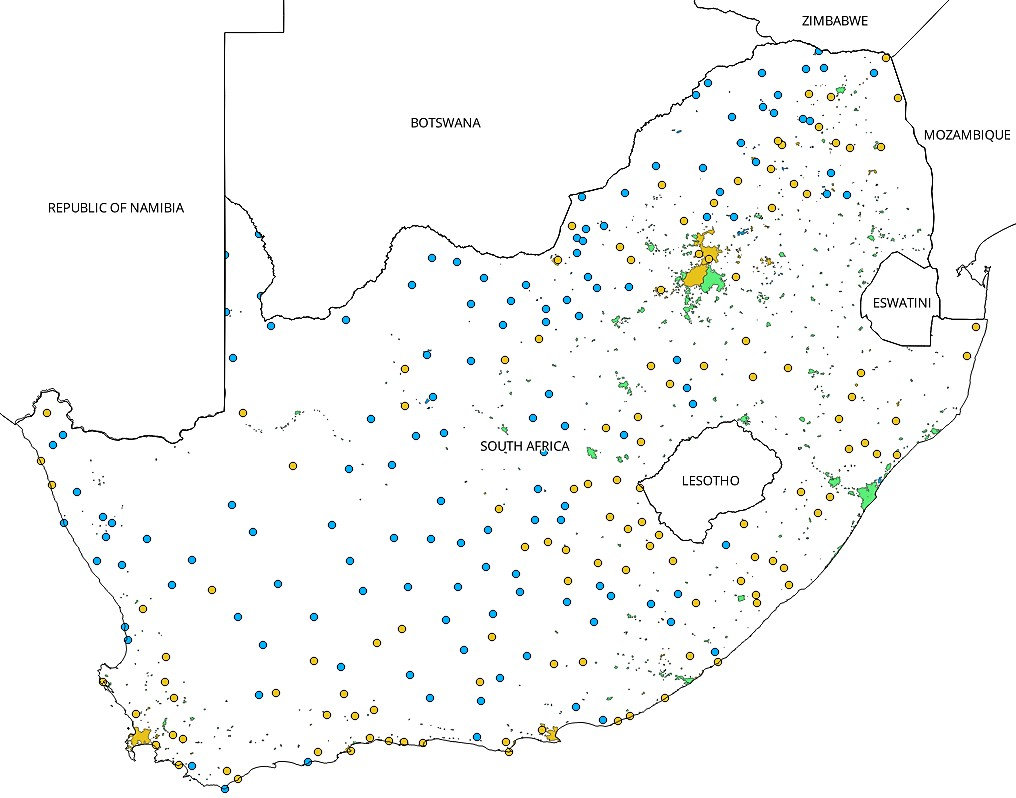 ZIMBABWE
BOTSWANA
MOZAMBIQUE
REPUBLIC OF NAMIBIA
ESWATINI
SOUTH AFRICA
LESOTHO